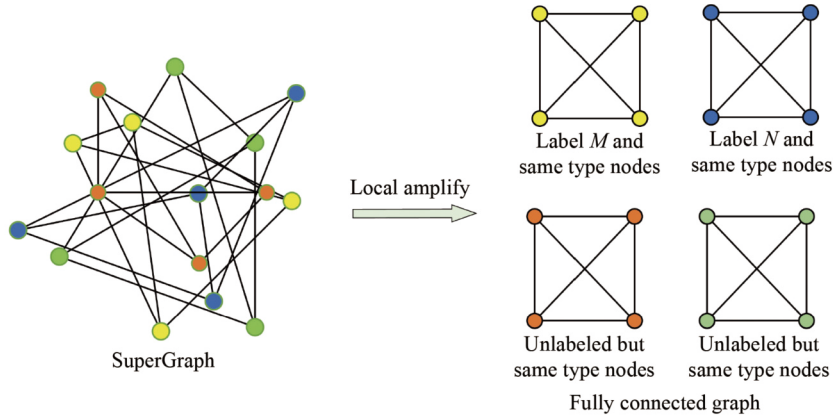 Label M and
same type nodes
Label N and
same type nodes
Local amplify
Unlabeled but
same type nodes
Unlabeled but
same type nodes
SuperGraph
Fully connected graph